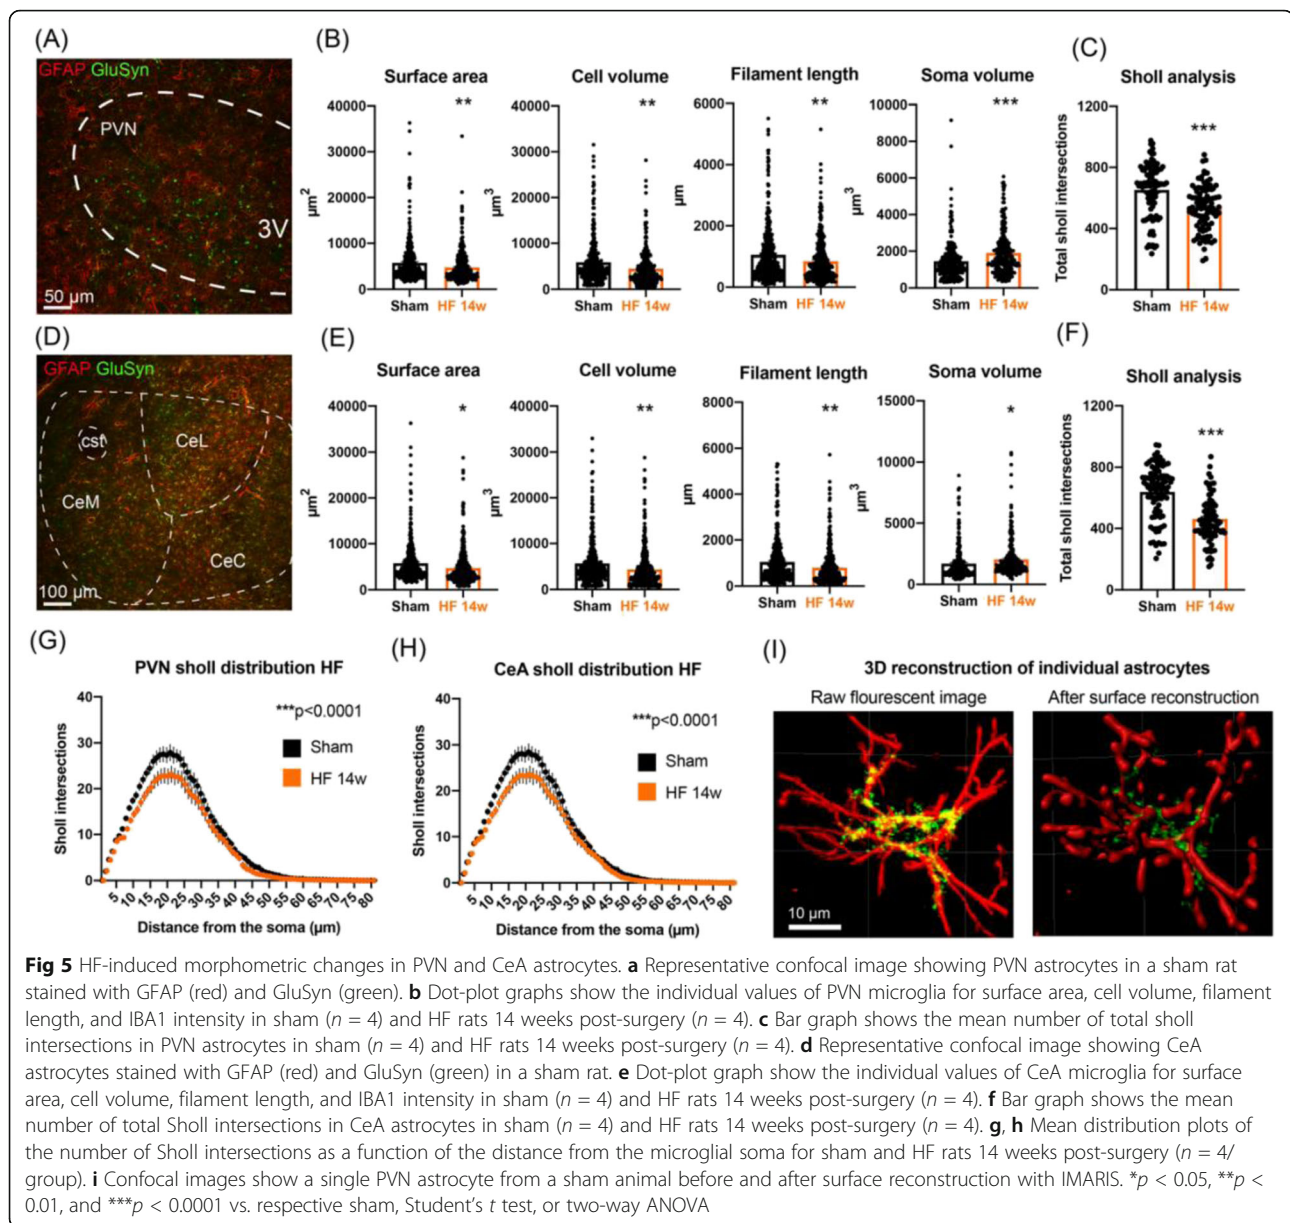 (A)
GFAP GluSyn
PVN
3V
50 µm
(B)
Surface area
40000
30000
20000
10000
0
µm²
**
Sham HF 14w
Cell volume
40000
30000
20000
10000
0
µm³
**
Sham HF 14w
Filament length
6000
4000
2000
0
µm
**
Sham HF 14w
Soma volume
10000
8000
6000
4000
2000
0
µm³
***
Sham HF 14w
(C)
Sholl analysis
Total sholl intersections
1200
800
400
0
***
Sham HF 14w
(D)
GFAP GluSyn
cst
CeL
CeM
CeC
100 µm
(E)
Surface area
40000
30000
20000
10000
0
µm²
*
Sham HF 14w
Cell volume
40000
30000
20000
10000
0
µm³
**
Sham HF 14w
Filament length
8000
6000
4000
2000
0
µm
**
Sham HF 14w
Soma volume
15000
10000
5000
0
µm³
*
Sham HF 14w
(F)
Sholl analysis
Total sholl intersections
1200
800
400
0
***
Sham HF 14w
(G)
PVN sholl distribution HF
Sholl intersections
40
30
20
10
0
***p<0.0001
Sham
HF 14w
5 10 15 20 25 30 35 40 45 50 55 60 65 70 75 80
Distance from the soma (µm)
(H)
CeA sholl distribution HF
Sholl intersections
40
30
20
10
0
***p<0.0001
Sham
HF 14w
5 10 15 20 25 30 35 40 45 50 55 60 65 70 75 80
Distance from the soma (µm)
(I)
3D reconstruction of individual astrocytes
Raw flourescent image
After surface reconstruction
10 µm
Fig 5 HF-induced morphometric changes in PVN and CeA astrocytes. a Representative confocal image showing PVN astrocytes in a sham rat
stained with GFAP (red) and GluSyn (green). b Dot-plot graphs show the individual values of PVN microglia for surface area, cell volume, filament
length, and IBA1 intensity in sham (n = 4) and HF rats 14 weeks post-surgery (n = 4). c Bar graph shows the mean number of total sholl
intersections in PVN astrocytes in sham (n = 4) and HF rats 14 weeks post-surgery (n = 4). d Representative confocal image showing CeA
astrocytes stained with GFAP (red) and GluSyn (green) in a sham rat. e Dot-plot graph show the individual values of CeA microglia for surface
area, cell volume, filament length, and IBA1 intensity in sham (n = 4) and HF rats 14 weeks post-surgery (n = 4). f Bar graph shows the mean
number of total Sholl intersections in CeA astrocytes in sham (n = 4) and HF rats 14 weeks post-surgery (n = 4). g, h Mean distribution plots of
the number of Sholl intersections as a function of the distance from the microglial soma for sham and HF rats 14 weeks post-surgery (n = 4/
group). i Confocal images show a single PVN astrocyte from a sham animal before and after surface reconstruction with IMARIS. *p < 0.05, **p <
0.01, and ***p < 0.0001 vs. respective sham, Student's t test, or two-way ANOVA